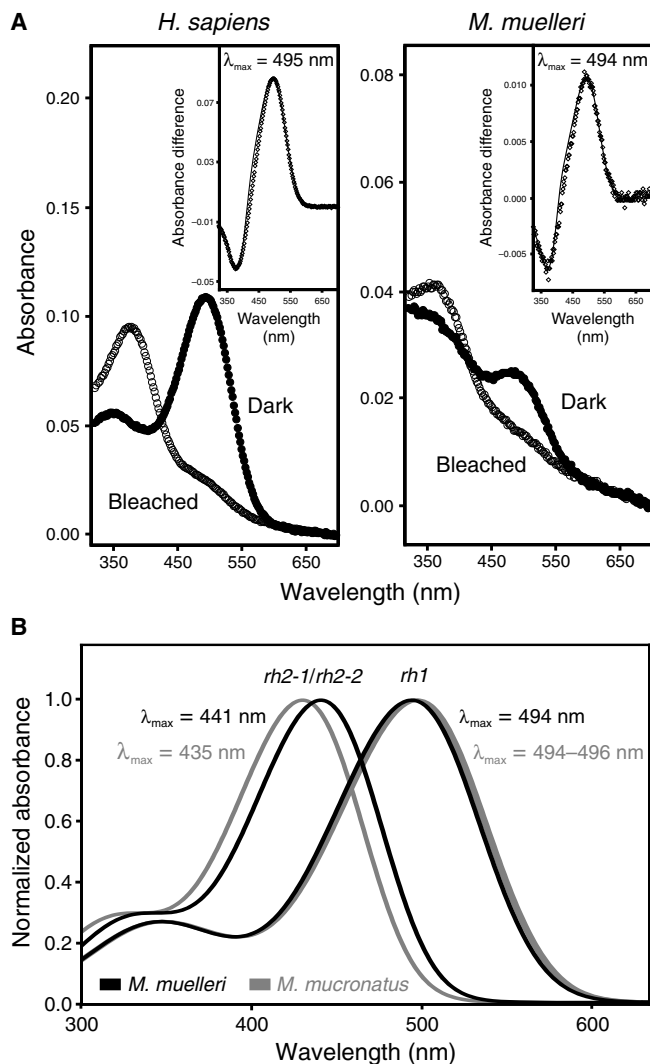 A
H. sapiens
M. muelleri
Absorbance
0.20
0.15
0.10
0.05
0.00
λmax = 495 nm
Absorbance difference
0.07
0.03
−0.01
−0.05
350 450 550 650
Wavelength
(nm)
Dark
Bleached
350 450 550 650
0.08
0.06
0.04
0.02
0.00
λmax = 494 nm
Absorbance difference
0.010
0.005
0.000
−0.005
350 450 550 650
Wavelength
(nm)
Dark
Bleached
350 450 550 650
Wavelength (nm)
B
rh2-1/rh2-2 rh1
λmax = 441 nm
λmax = 435 nm
λmax = 494 nm
λmax = 494–496 nm
Normalized absorbance
1.0
0.8
0.6
0.4
0.2
0.0
M. muelleri M. mucronatus
300 400 500 600
Wavelength (nm)